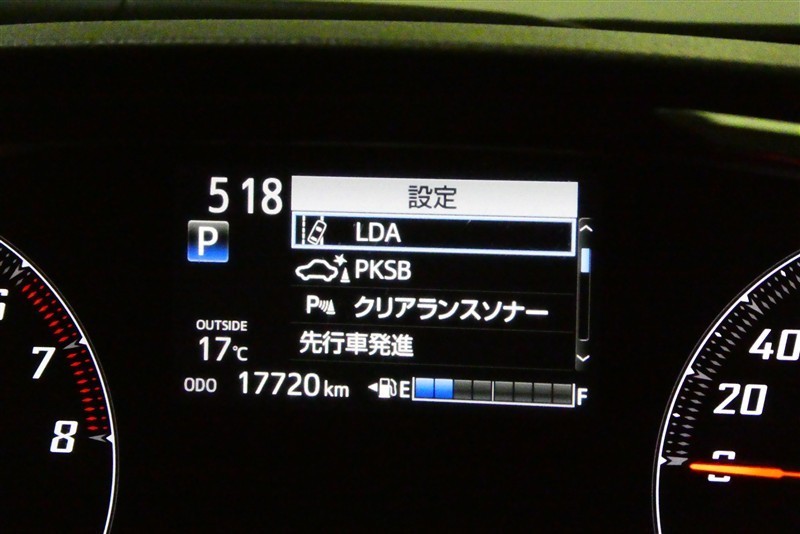 5 18
設定
P
LDA
PKSB
P クリアランスソナー
先行車発進
OUTSIDE
17℃
ODO 17720 km
E F
7
8
40
20
0